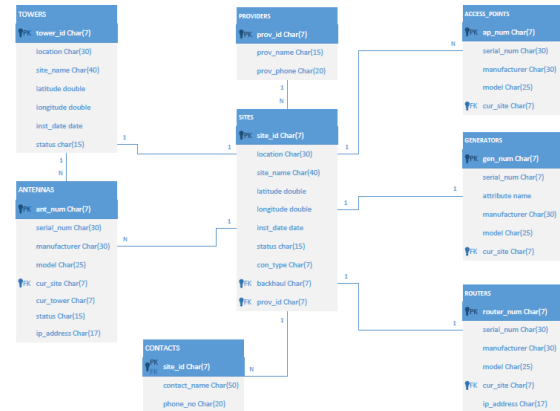 TOWERS
PK tower_id Char(7)
location Char(30)
site_name Char(40)
latitude double
longitude double
inst_date date
status char(15)
1
N
1
ANTENNAS
PK ant_num Char(7)
serial_num Char(30)
manufacturer Char(30)
model Char(25)
FK cur_site Char(7)
cur_tower Char(7)
status Char(15)
ip_address Char(17)
N
PROVIDERS
PK prov_id Char(7)
prov_name Char(15)
prov_phone Char(20)
1
N
SITES
PK site_id Char(7)
location Char(30)
site_name Char(40)
latitude double
longitude double
inst_date date
status char(15)
con_type Char(7)
FK backhaul Char(7)
FK prov_id Char(7)
1
1
1
1
1
1
CONTACTS
PK
FK
site_id Char(7)
contact_name Char(50)
phone_no Char(20)
N
ACCESS_POINTS
PK ap_num Char(7)
serial_num Char(30)
manufacturer Char(30)
model Char(25)
FK cur_site Char(7)
N
GENERATORS
PK gen_num Char(7)
serial_num Char(7)
attribute name
manufacturer Char(30)
model Char(25)
FK cur_site Char(7)
1
ROUTERS
PK router_num Char(7)
serial_num Char(30)
manufacturer Char(30)
model Char(25)
FK cur_site Char(7)
ip_address Char(17)
1